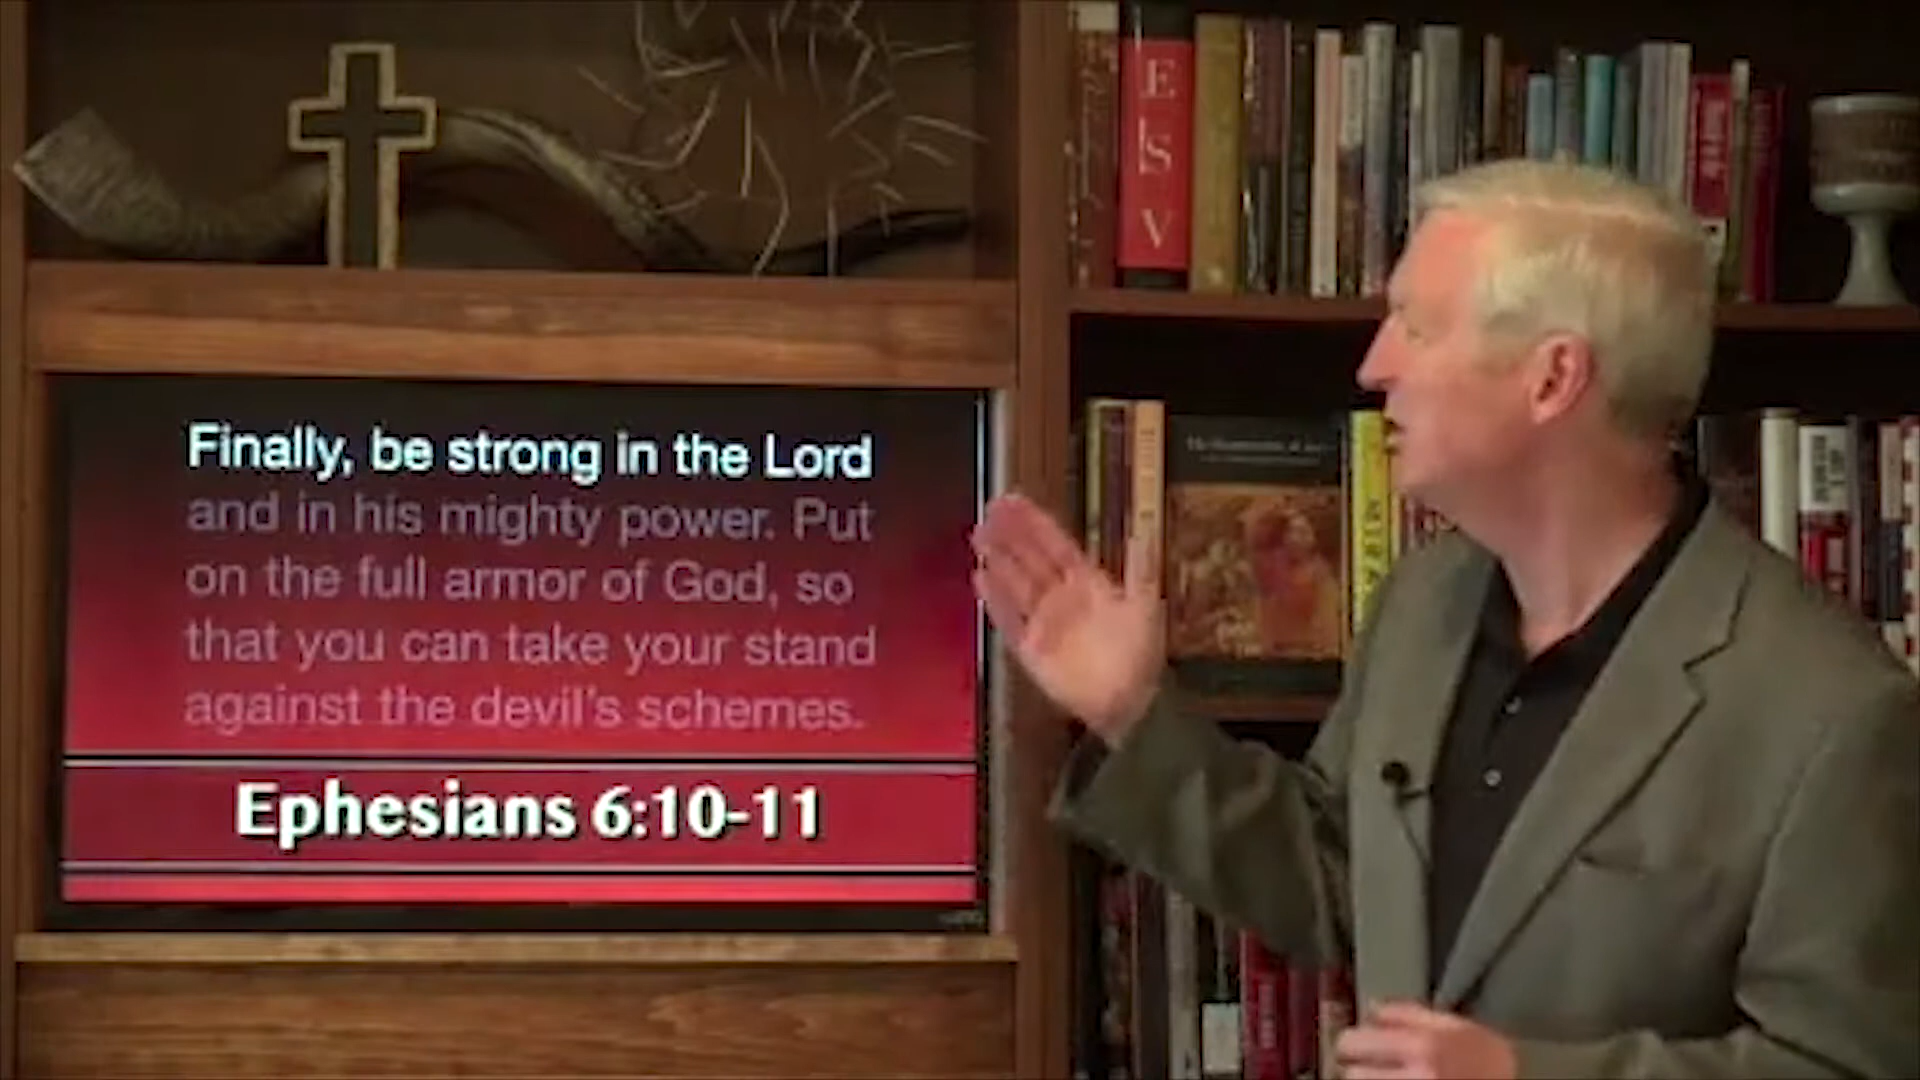 Finally, be strong in the Lord
and in his mighty power. Put
on the full armor of God, so
that you can take your stand
against the devil's schemes.
Ephesians 6:10-11
ESV